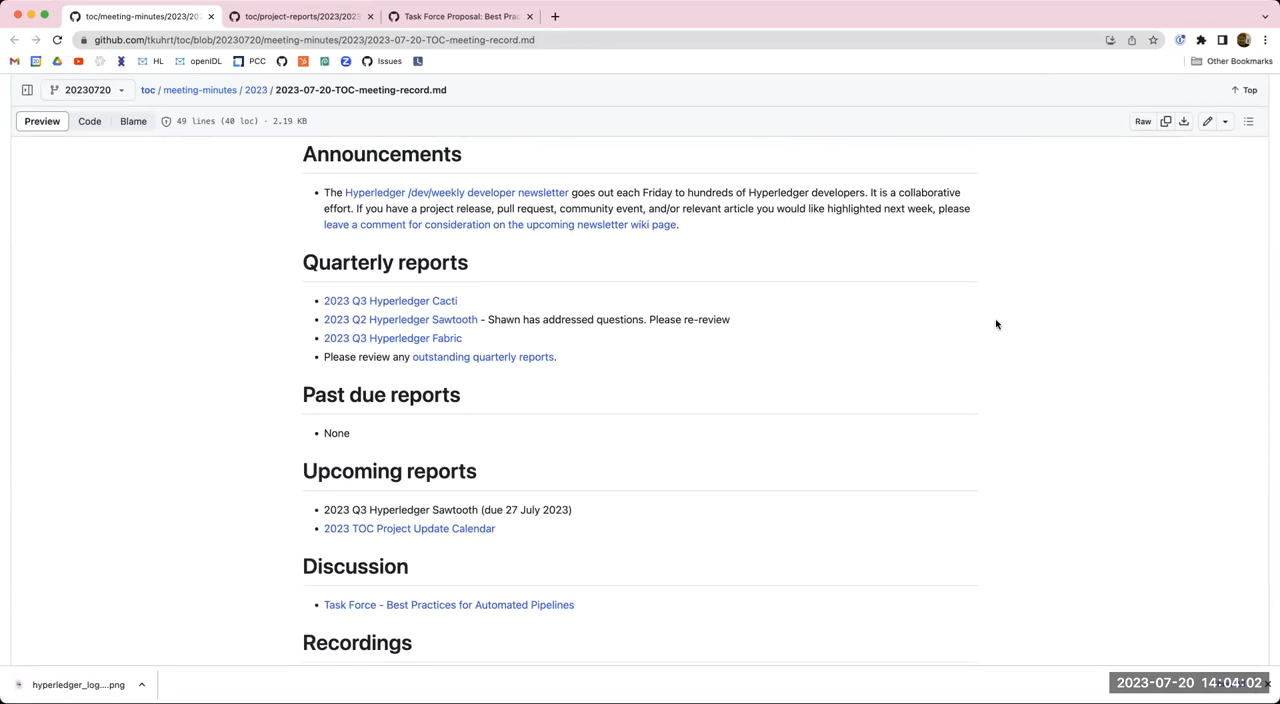 toc/meeting-minutes/2023/20
toc/project-reports/2023/2023
Task Force Proposal: Best Prac
github.com/tkuhrt/toc/blob/20230720/meeting-minutes/2023/2023-07-20-TOC-meeting-record.md
HL
openIDL
PCC
Issues
Other Bookmarks
20230720
toc / meeting-minutes / 2023 / 2023-07-20-TOC-meeting-record.md
Top
Preview
Code
Blame
49 lines (40 loc) · 2.19 KB
Raw
Announcements
• The Hyperledger /dev/weekly developer newsletter goes out each Friday to hundreds of Hyperledger developers. It is a collaborative
effort. If you have a project release, pull request, community event, and/or relevant article you would like highlighted next week, please
leave a comment for consideration on the upcoming newsletter wiki page.
Quarterly reports
• 2023 Q3 Hyperledger Cacti
• 2023 Q2 Hyperledger Sawtooth - Shawn has addressed questions. Please re-review
• 2023 Q3 Hyperledger Fabric
• Please review any outstanding quarterly reports.
Past due reports
• None
Upcoming reports
• 2023 Q3 Hyperledger Sawtooth (due 27 July 2023)
• 2023 TOC Project Update Calendar
Discussion
• Task Force - Best Practices for Automated Pipelines
Recordings
hyperledger_log....png
2023-07-20 14:04:02